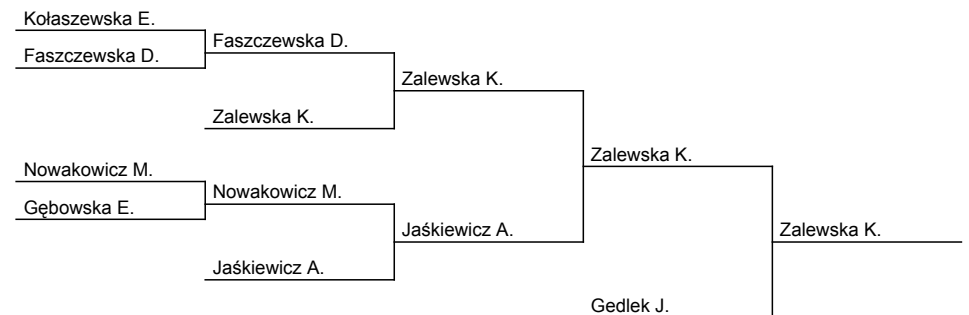 Kołaszewska E.
Faszczewska D.
Faszczewska D.
Zalewska K.
Zalewska K.
Zalewska K.
Nowakowicz M.
Nowakowicz M.
Gębowska E.
Jaśkiewicz A.
Zalewska K.
Jaśkiewicz A.
Gedlek J.